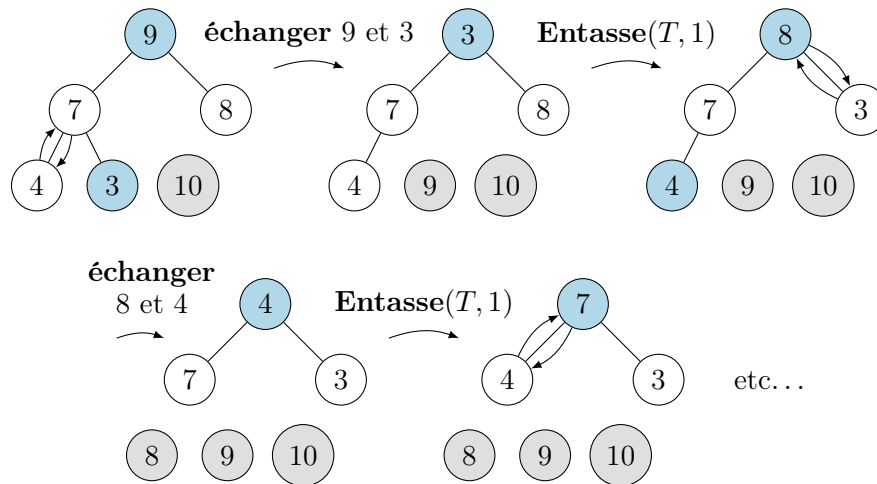 9 échanger 9 et 3 3 Entasse(T, 1) 8
7 8 7 8 7 3
4 3 10 4 9 10 4 9 10
échanger
8 et 4 4 Entasse(T, 1) 7
7 3 4 3 etc...
8 9 10 8 9 10